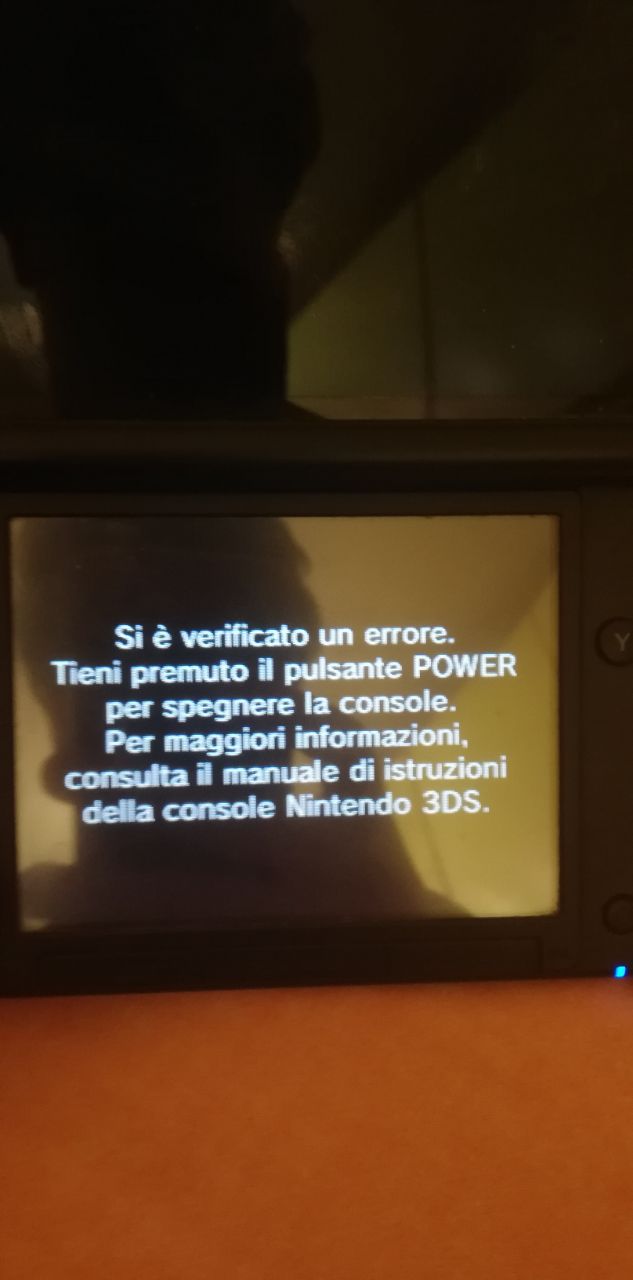 Si è verificato un errore.
Tieni premuto il pulsante POWER
per spegnere la console.
Per maggiori informazioni,
consulta il manuale di istruzioni
della console Nintendo 3DS.
Y